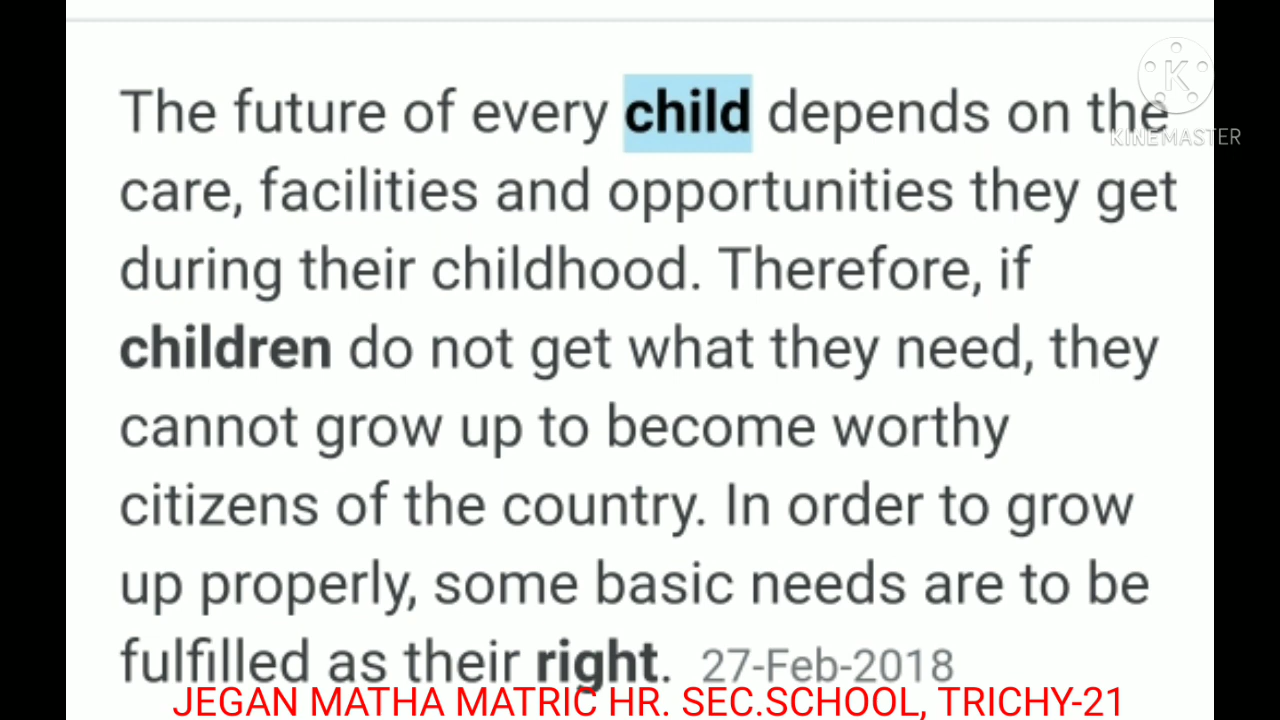 The future of every child depends on the
care, facilities and opportunities they get
during their childhood. Therefore, if
children do not get what they need, they
cannot grow up to become worthy
citizens of the country. In order to grow
up properly, some basic needs are to be
fulfilled as their right. 27-Feb-2018
JEGAN MATHA MATRIC HR. SEC.SCHOOL, TRICHY-21
K
KINEMASTER